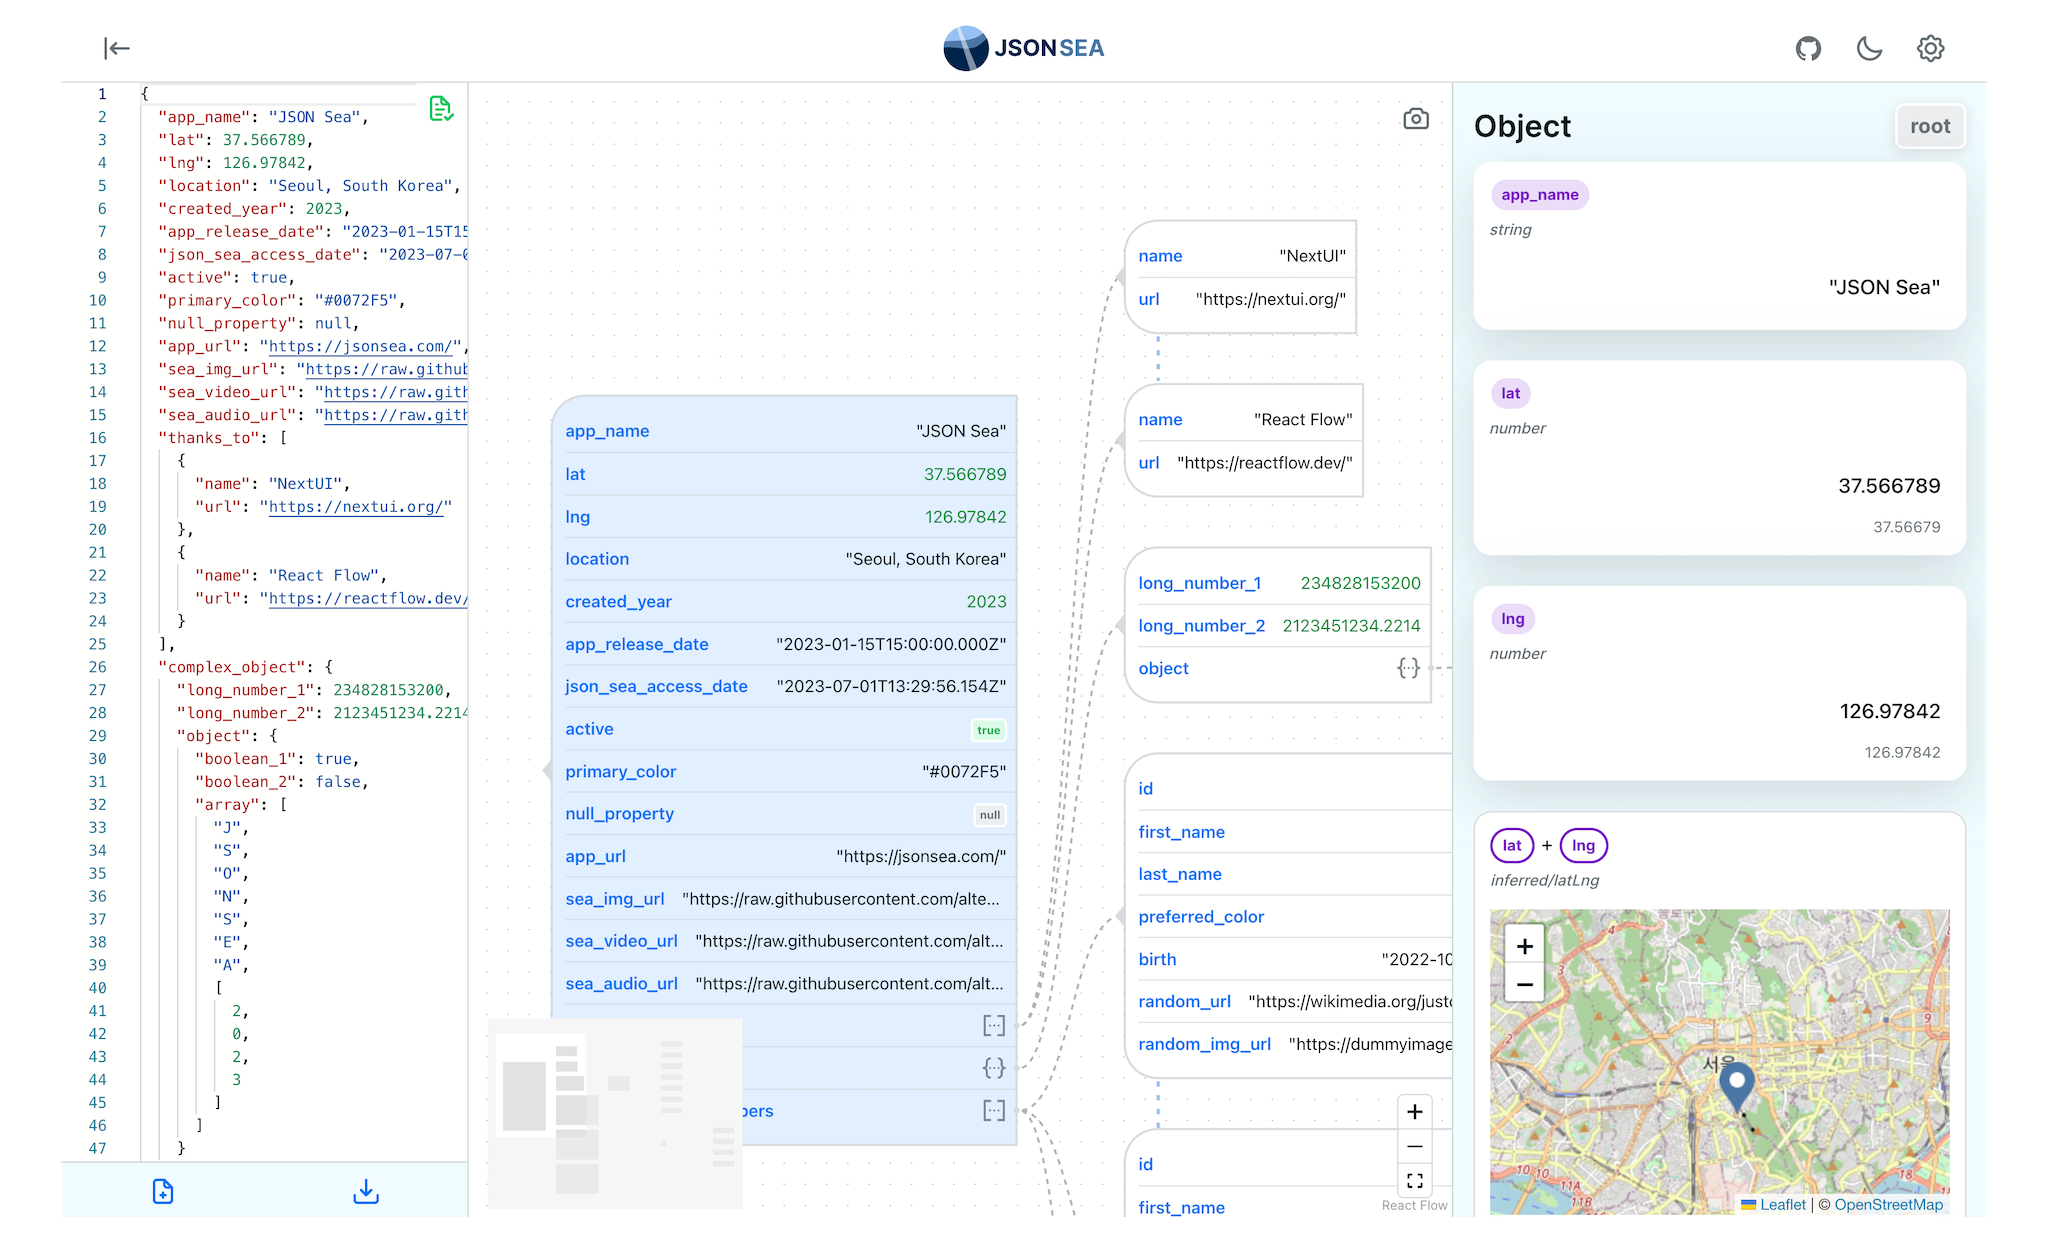 JSON SEA
1 {
2 "app_name": "JSON Sea",
3 "lat": 37.566789,
4 "lng": 126.97842,
5 "location": "Seoul, South Korea",
6 "created_year": 2023,
7 "app_release_date": "2023-01-15T15
8 "json_sea_access_date": "2023-07-0
9 "active": true,
10 "primary_color": "#0072F5",
11 "null_property": null,
12 "app_url": "https://jsonsea.com/",
13 "sea_img_url": "https://raw.github
14 "sea_video_url": "https://raw.gith
15 "sea_audio_url": "https://raw.gith
16 "thanks_to": [
17 {
18 "name": "NextUI",
19 "url": "https://nextui.org/"
20 },
21 {
22 "name": "React Flow",
23 "url": "https://reactflow.dev/
24 }
25 ],
26 "complex_object": {
27 "long_number_1": 234828153200,
28 "long_number_2": 2123451234.2214
29 "object": {
30 "boolean_1": true,
31 "boolean_2": false,
32 "array": [
33 "J",
34 "S",
35 "O",
36 "N",
37 "S",
38 "E",
39 "A",
40 [
41 2,
42 0,
43 2,
44 3
45 ]
46 ]
47 }
app_name "JSON Sea"
lat 37.566789
lng 126.97842
location "Seoul, South Korea"
created_year 2023
app_release_date "2023-01-15T15:00:00.000Z"
json_sea_access_date "2023-07-01T13:29:56.154Z"
active true
primary_color "#0072F5"
null_property null
app_url "https://jsonsea.com/"
sea_img_url "https://raw.githubusercontent.com/alte...
sea_video_url "https://raw.githubusercontent.com/alt...
sea_audio_url "https://raw.githubusercontent.com/alt...
[...]
{...}
bers [...]
name "NextUI"
url "https://nextui.org/"
name "React Flow"
url "https://reactflow.dev/"
long_number_1 234828153200
long_number_2 2123451234.2214
object {...}
id
first_name
last_name
preferred_color
birth "2022-10
random_url "https://wikimedia.org/justo
random_img_url "https://dummyimage
id
first_name
React Flow
Object root
app_name
string
"JSON Sea"
lat
number
37.566789
37.56679
lng
number
126.97842
126.97842
lat + lng
inferred/latLng
+
−
서울
Leaflet | © OpenStreetMap